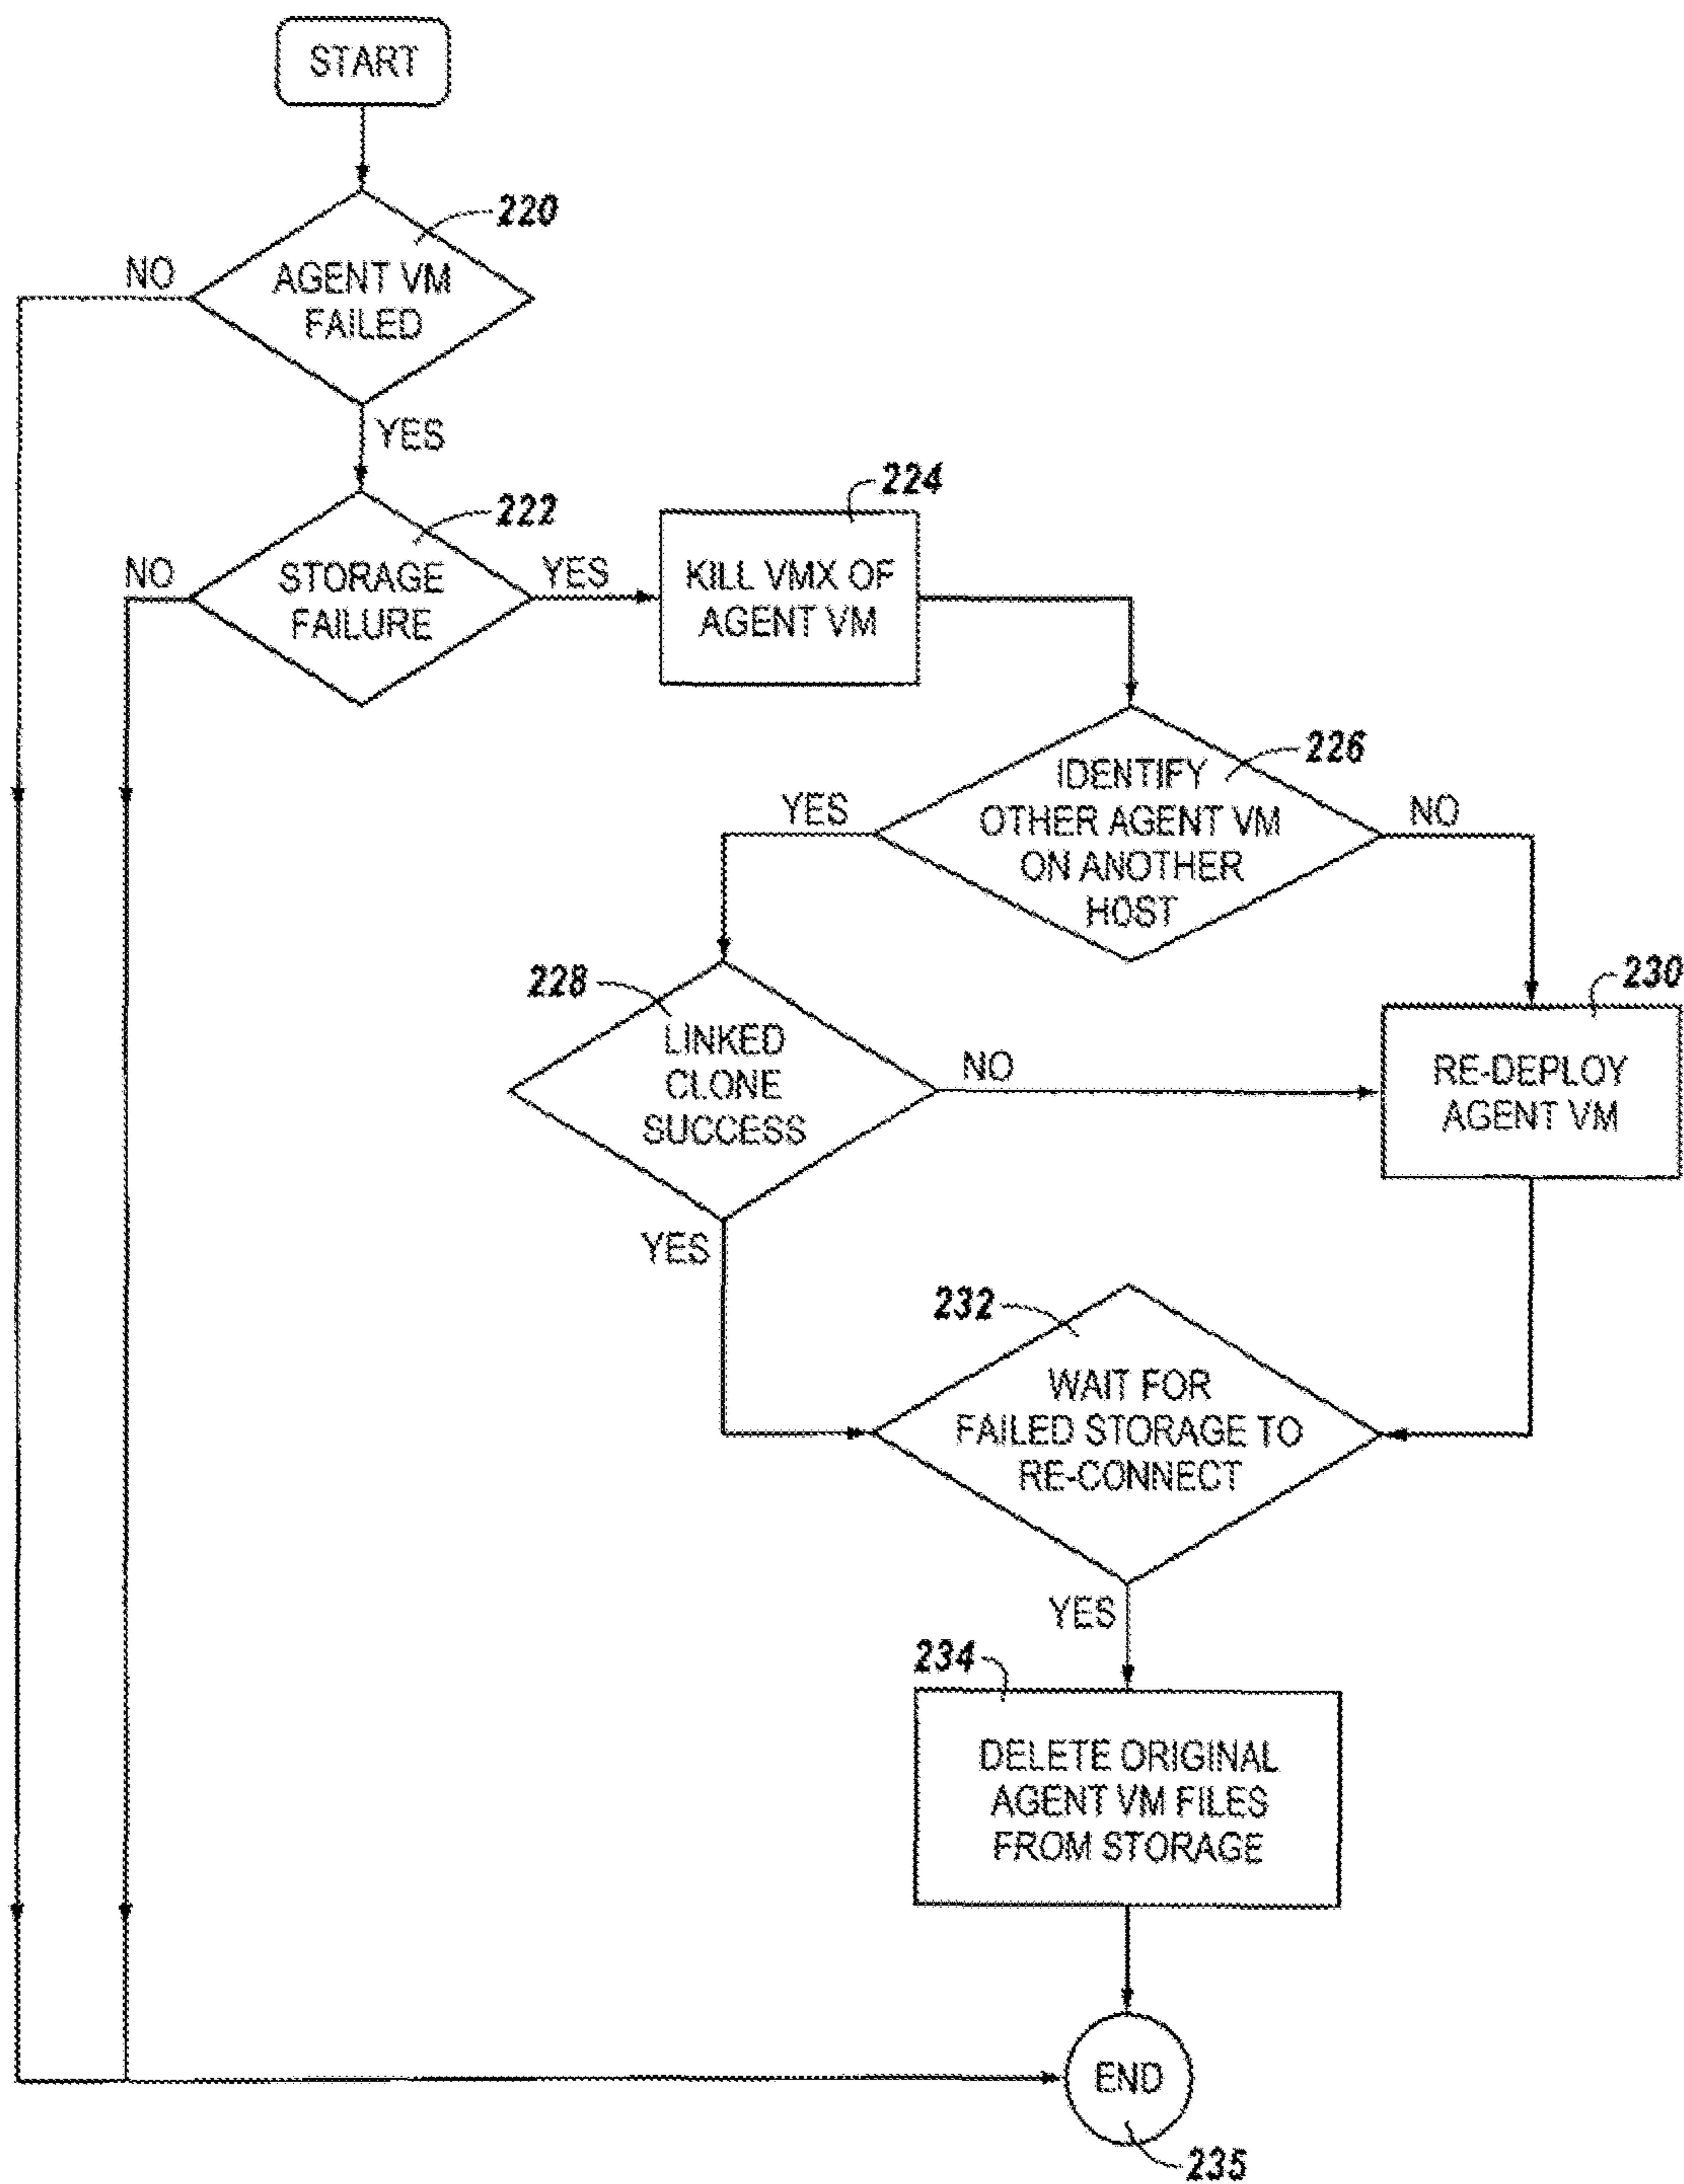 START
220
NO
AGENT VM
FAILED
YES
222
NO
STORAGE
FAILURE
YES
224
KILL VMX OF
AGENT VM
226
YES
IDENTIFY
OTHER AGENT VM
ON ANOTHER
HOST
NO
228
LINKED
CLONE
SUCCESS
NO
230
RE-DEPLOY
AGENT VM
YES
232
WAIT FOR
FAILED STORAGE TO
RE-CONNECT
YES
234
DELETE ORIGINAL
AGENT VM FILES
FROM STORAGE
END
235